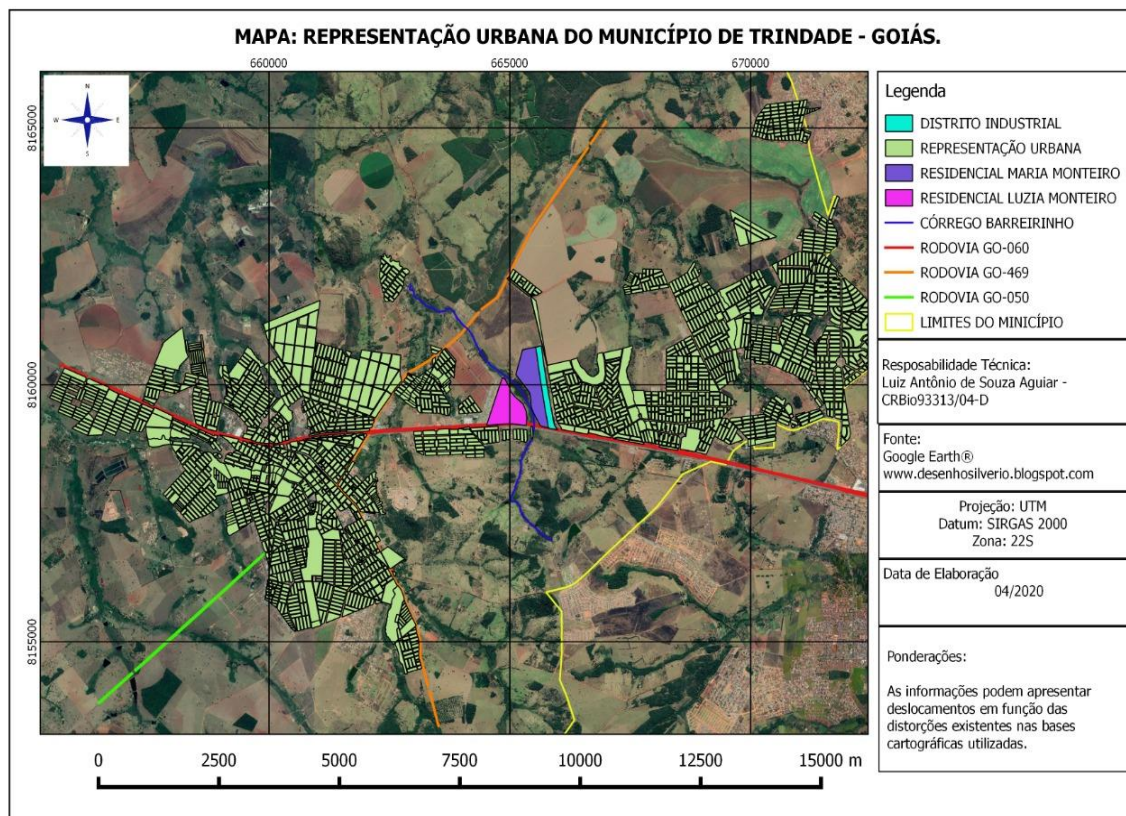 MAPA: REPRESENTAÇÃO URBANA DO MUNICÍPIO DE TRINDADE - GOIÁS.
660000 665000 670000
N
W E
S
8165000
8160000
8155000
Legenda
DISTRITO INDUSTRIAL
REPRESENTAÇÃO URBANA
RESIDENCIAL MARIA MONTEIRO
RESIDENCIAL LUZIA MONTEIRO
CÓRREGO BARREIRINHO
RODOVIA GO-060
RODOVIA GO-469
RODOVIA GO-050
LIMITES DO MINICÍPIO
Resposabilidade Técnica:
Luiz Antônio de Souza Aguiar -
CRBio93313/04-D
Fonte:
Google Earth®
www.desenhosilverio.blogspot.com
Projeção: UTM
Datum: SIRGAS 2000
Zona: 22S
Data de Elaboração
04/2020
Ponderações:
As informações podem apresentar
deslocamentos em função das
distorções existentes nas bases
cartográficas utilizadas.
0 2500 5000 7500 10000 12500 15000 m